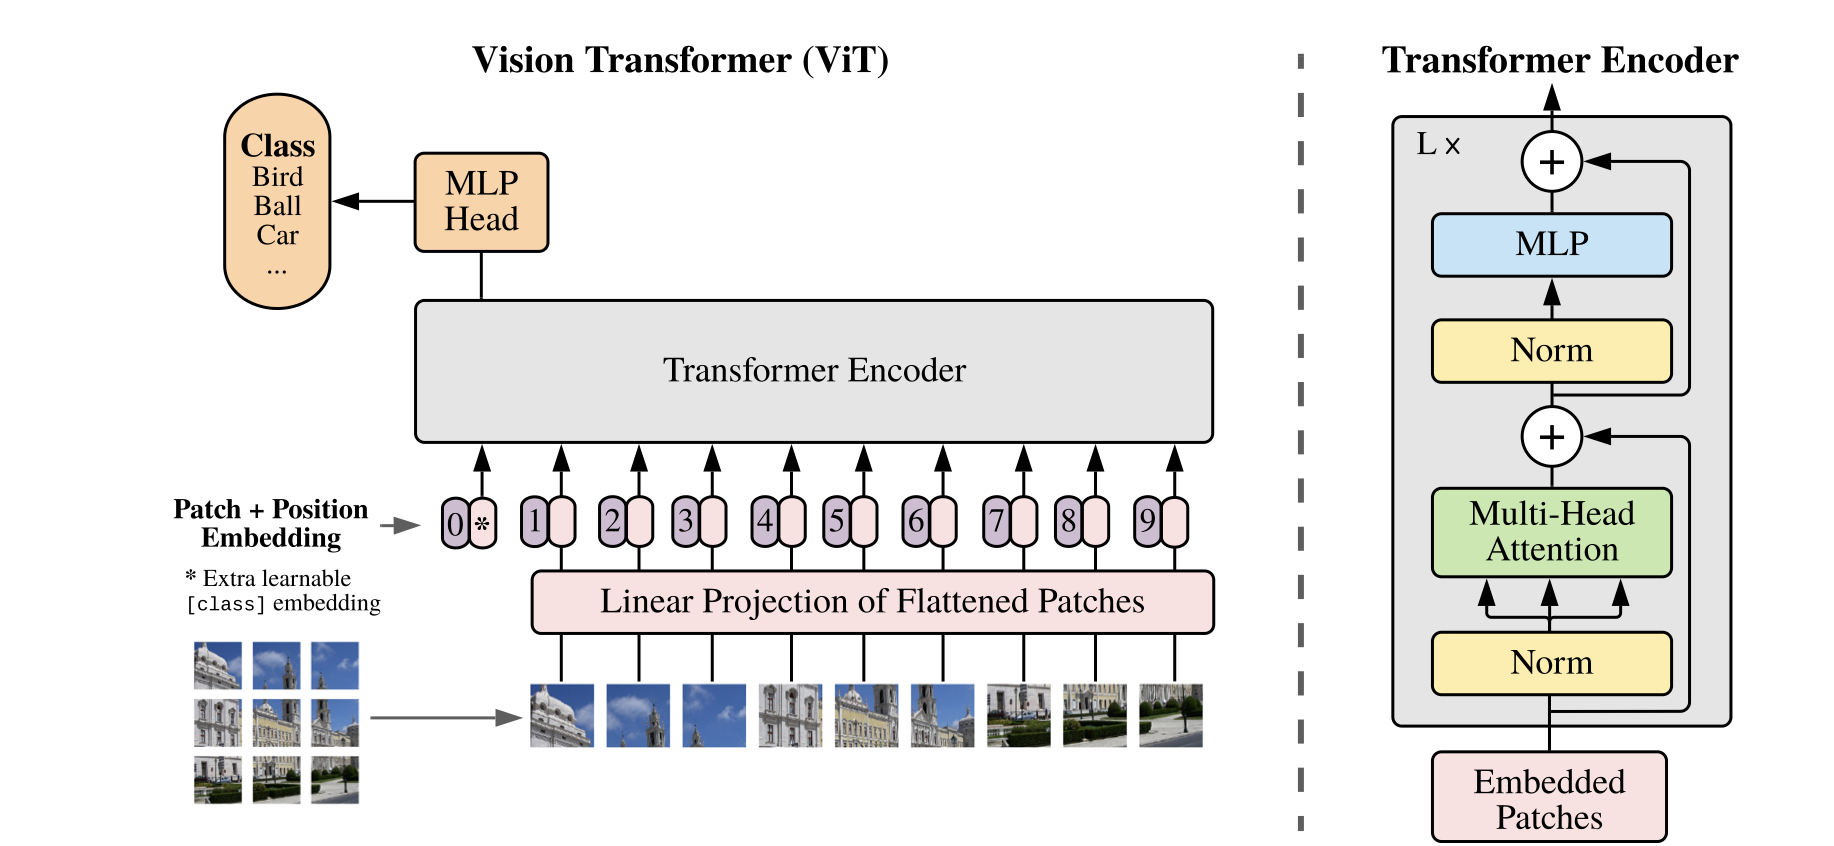 Vision Transformer (ViT)
Class
Bird
Ball
Car
...
MLP
Head
Transformer Encoder
Patch + Position
Embedding
0 * 1 2 3 4 5 6 7 8 9
* Extra learnable
[class] embedding
Linear Projection of Flattened Patches
Transformer Encoder
L x
+
MLP
Norm
+
Multi-Head
Attention
Norm
Embedded
Patches